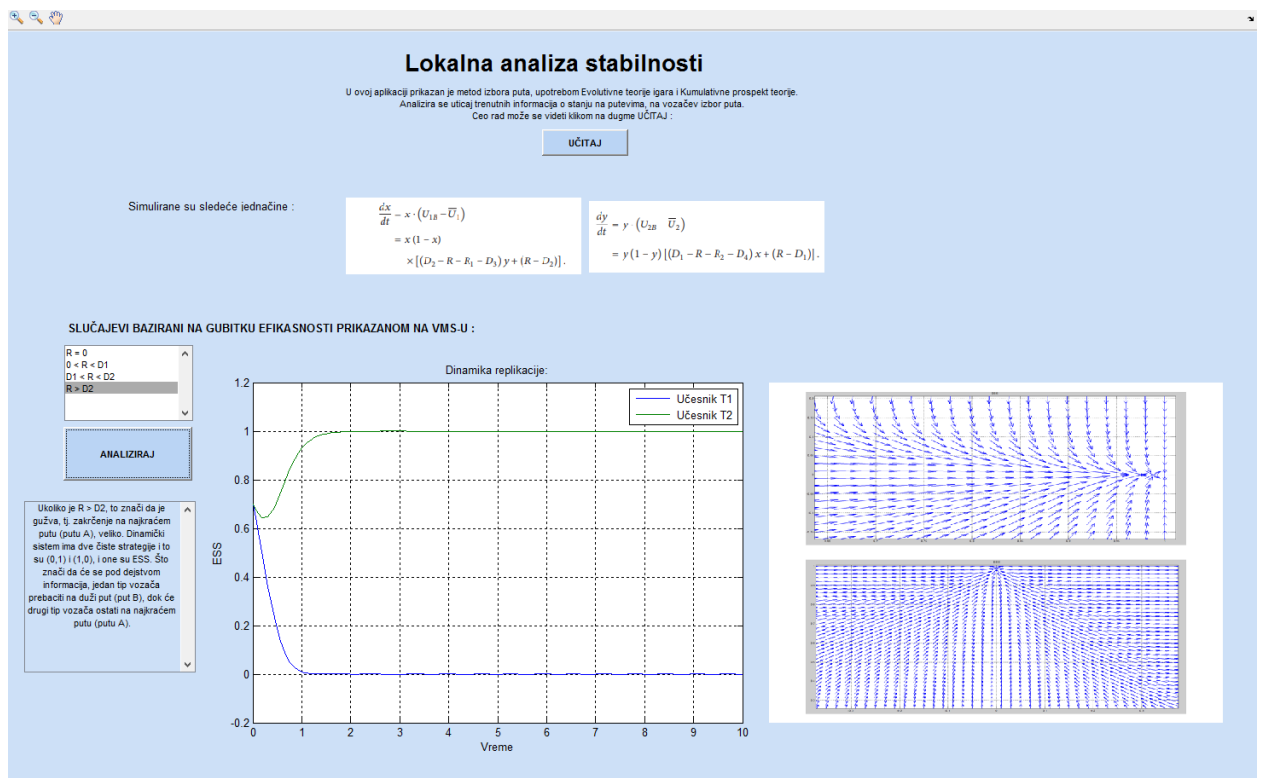 Lokalna analiza stabilnosti
U ovoj aplikaciji prikazan je metod izbora puta, upotrebom Evolutivne teorije igara i Kumulativne prospekt teorije.
Analizira se uticaj trenutnih informacija o stanju na putevima, na vozačev izbor puta.
Ceo rad može se videti klikom na dugme UČITAJ :
UČITAJ
Simulirane su sledeće jednačine :
dx/dt = x · (U₁B − U̅₁)
= x (1 − x)
× [(D₂ − R − R₁ − D₃) y + (R − D₂)] .
dy/dt = y · (U₂B   U̅₂)
= y (1 − y) [(D₁ − R − R₂ − D₄) x + (R − D₁)] .
SLUČAJEVI BAZIRANI NA GUBITKU EFIKASNOSTI PRIKAZANOM NA VMS-U :
R = 0
0 < R < D1
D1 < R < D2
R > D2
ANALIZIRAJ
Ukoliko je R > D2, to znači da je
gužva, tj. zakrčenje na najkraćem
putu (putu A), veliko. Dinamički
sistem ima dve čiste strategije i to
su (0,1) i (1,0), i one su ESS. Što
znači da će se pod dejstvom
informacija, jedan tip vozača
prebaciti na duži put (put B), dok će
drugi tip vozača ostati na najkraćem
putu (putu A).
Dinamika replikacije:
Učesnik T1
Učesnik T2
1.2
1
0.8
0.6
0.4
0.2
0
-0.2
ESS
0 1 2 3 4 5 6 7 8 9 10
Vreme